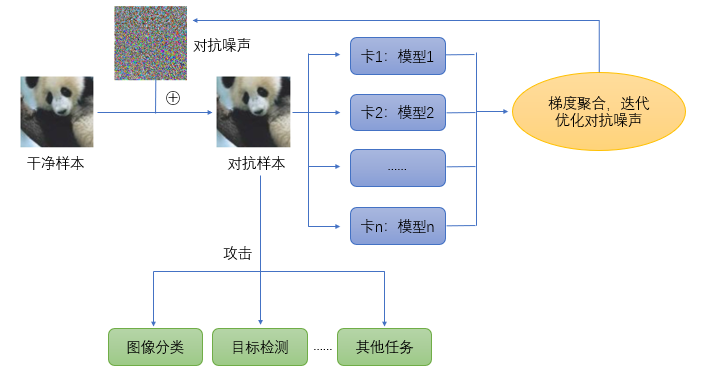 对抗噪声
⊕
干净样本
对抗样本
卡1：模型1
卡2：模型2
......
卡n：模型n
梯度聚合，迭代
优化对抗噪声
攻击
图像分类
目标检测
......
其他任务